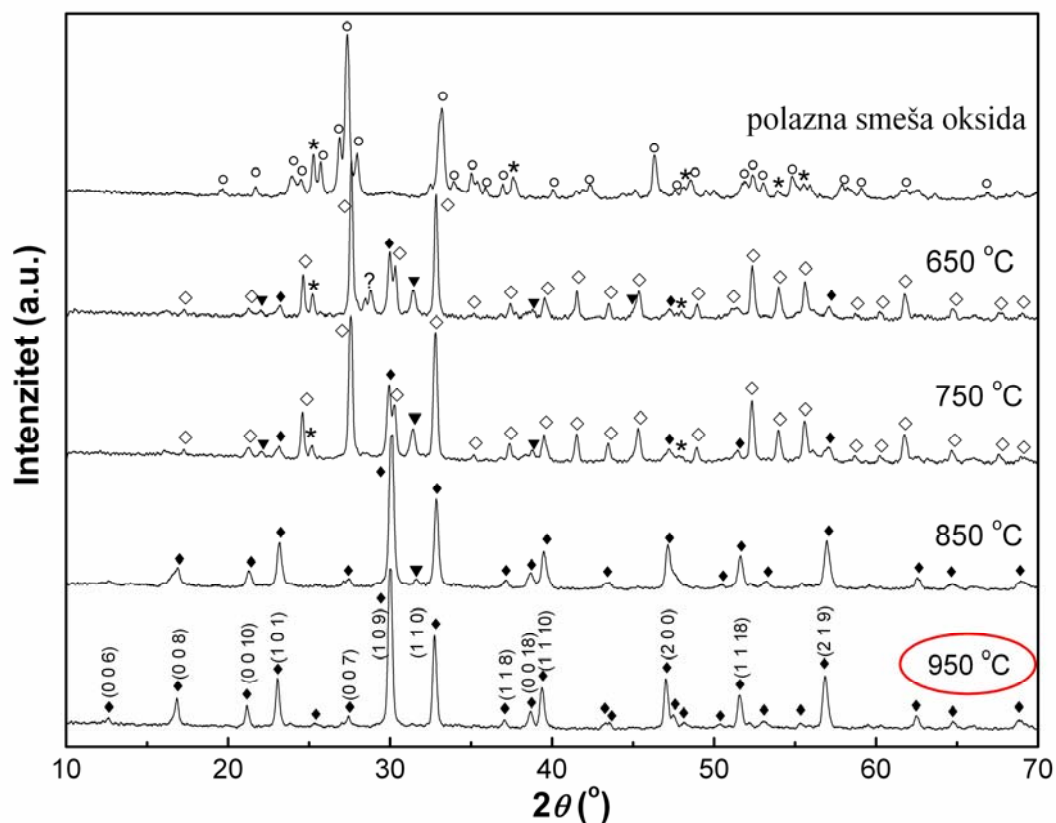 polazna smeša oksida
?
650 °C
750 °C
850 °C
950 °C
(0 0 6)
(0 0 8)
(0 0 10)
(1 0 1)
(0 0 7)
(1 0 9)
(1 1 0)
(1 1 8)
(0 0 18)
(1 1 10)
(2 0 0)
(1 1 18)
(2 1 9)
Intenzitet (a.u.)
10 20 30 40 50 60 70
2θ (°)